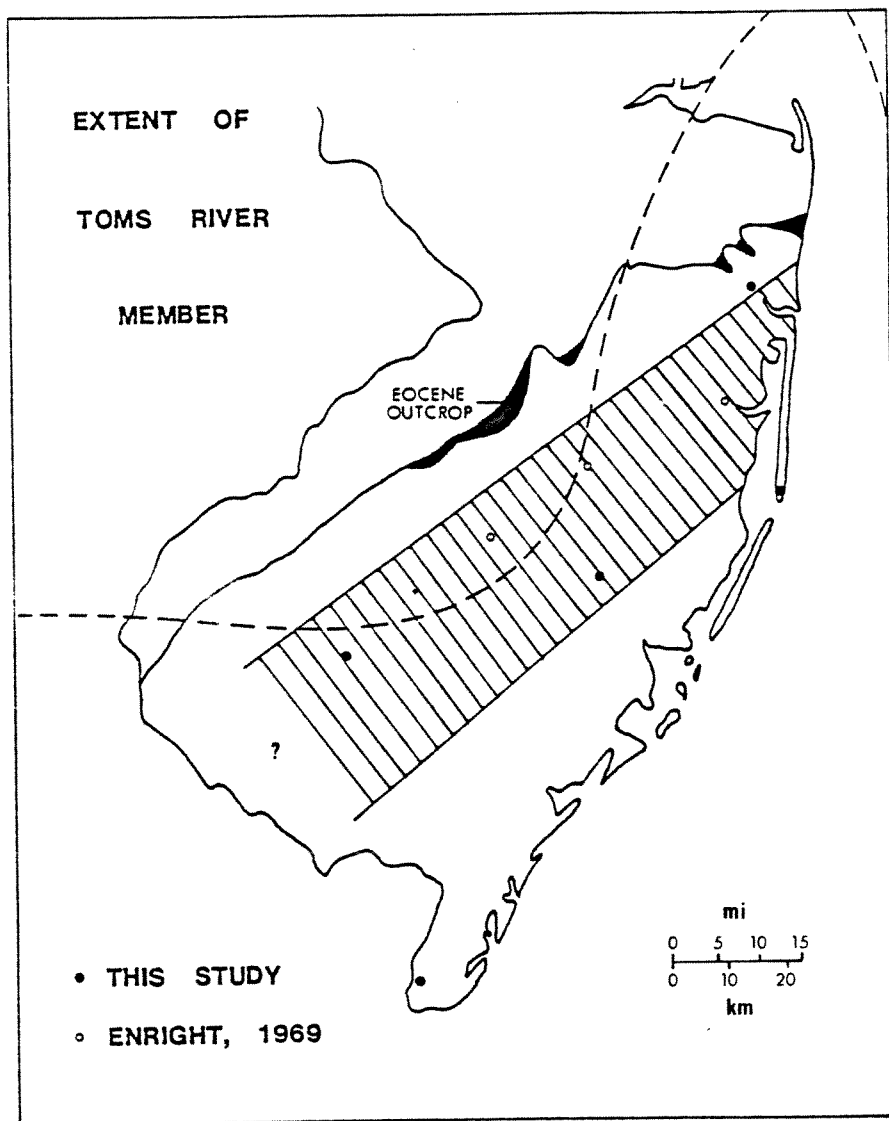 EXTENT OF
TOMS RIVER
MEMBER
EOCENE
OUTCROP
?
mi
0 5 10 15
0 10 20
km
• THIS STUDY
○ ENRIGHT, 1969